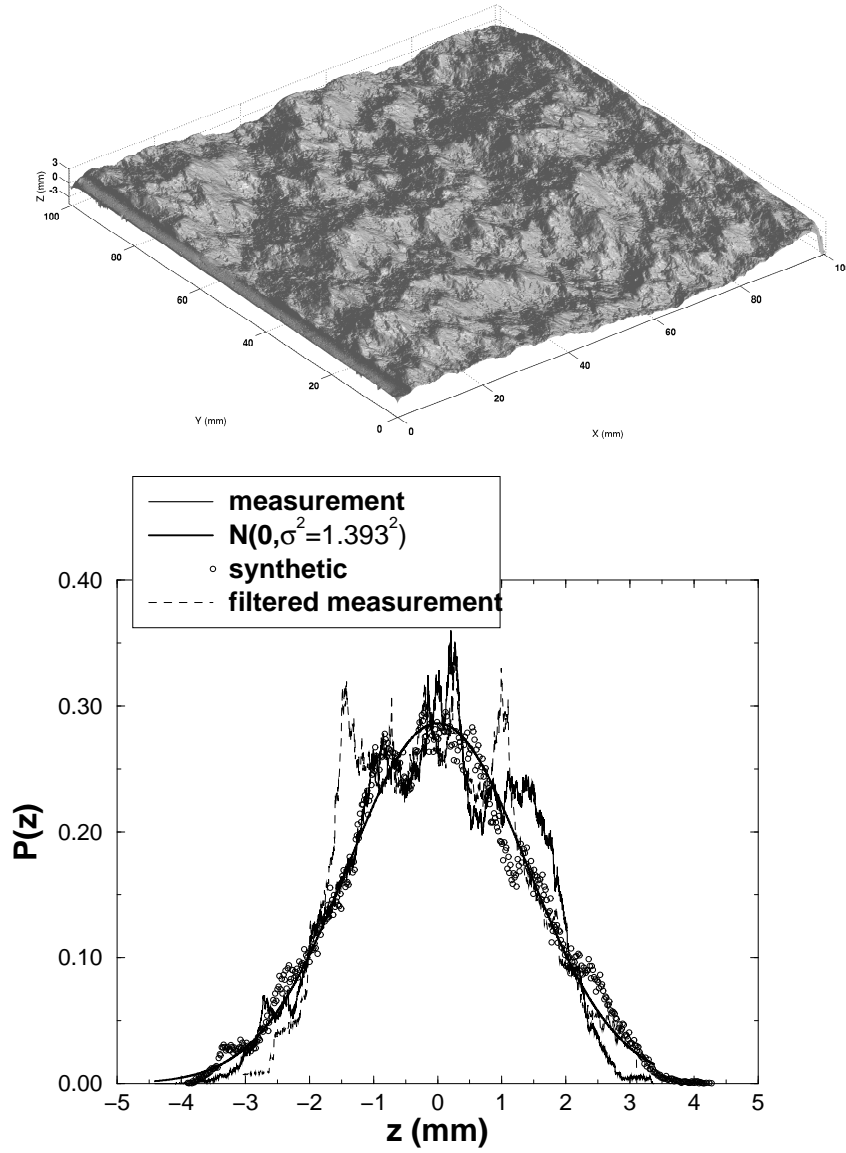 3
0
-3
Z (mm)
100
80
60
40
20
0
Y (mm)
0
20
40
60
80
10
X (mm)
measurement
N(0,σ²=1.393²)
synthetic
filtered measurement
0.40
0.30
0.20
0.10
0.00
P(z)
−5 −4 −3 −2 −1 0 1 2 3 4 5
z (mm)